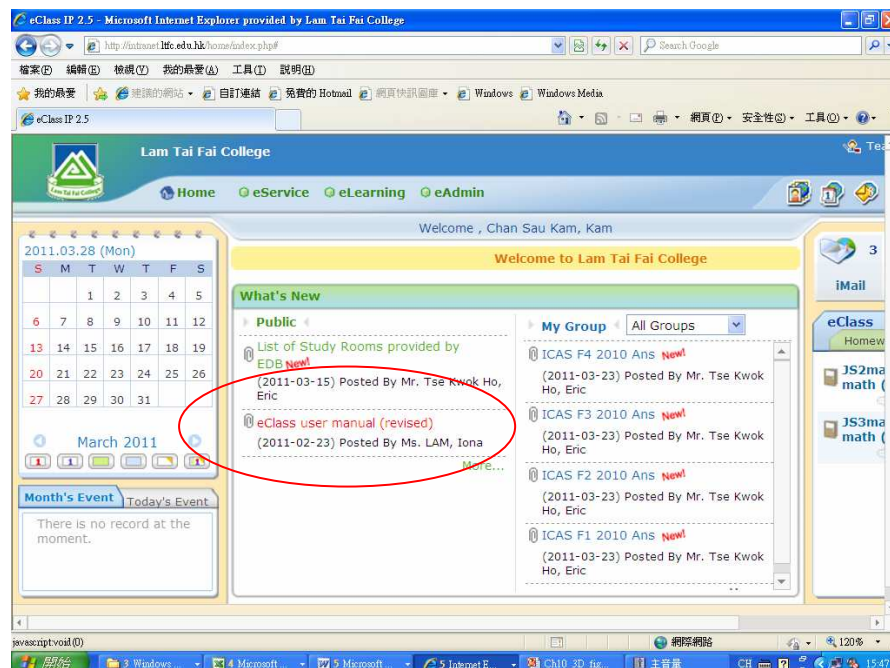 eClass IP 2.5 - Microsoft Internet Explorer provided by Lam Tai Fai College
http://intranet.ltfc.edu.hk/home/index.php#
Search Google
檔案(F) 編輯(E) 檢視(V) 我的最愛(A) 工具(T) 說明(H)
我的最愛 建議的網站 自訂連結 免費的 Hotmail 網頁快訊圖庫 Windows Windows Media
eClass IP 2.5
網頁(P) 安全性(S) 工具(O)
Lam Tai Fai College
Tea
Lam Tai Fai College
Home eService eLearning eAdmin
1
Welcome , Chan Sau Kam, Kam
Welcome to Lam Tai Fai College
2011.03.28 (Mon)
S M T W T F S
1 2 3 4 5
6 7 8 9 10 11 12
13 14 15 16 17 18 19
20 21 22 23 24 25 26
27 28 29 30 31
March 2011
1 1 1
Month's Event Today's Event
There is no record at the
moment.
What's New
Public
List of Study Rooms provided by
EDB New!
(2011-03-15) Posted By Mr. Tse Kwok Ho,
Eric
eClass user manual (revised)
(2011-02-23) Posted By Ms. LAM, Iona
More...
My Group All Groups
ICAS F4 2010 Ans New!
(2011-03-23) Posted By Mr. Tse Kwok
Ho, Eric
ICAS F3 2010 Ans New!
(2011-03-23) Posted By Mr. Tse Kwok
Ho, Eric
ICAS F2 2010 Ans New!
(2011-03-23) Posted By Mr. Tse Kwok
Ho, Eric
ICAS F1 2010 Ans New!
(2011-03-23) Posted By Mr. Tse Kwok
Ho, Eric
3
iMail
eClass
Homew
JS2ma
math (
JS3ma
math (
javascript:void(0)
網際網路
120%
開始 3 Windows ... 4 Microsoft ... 5 Microsoft ... 5 Internet E... Ch10 3D fig... 主音量 CH 15:47